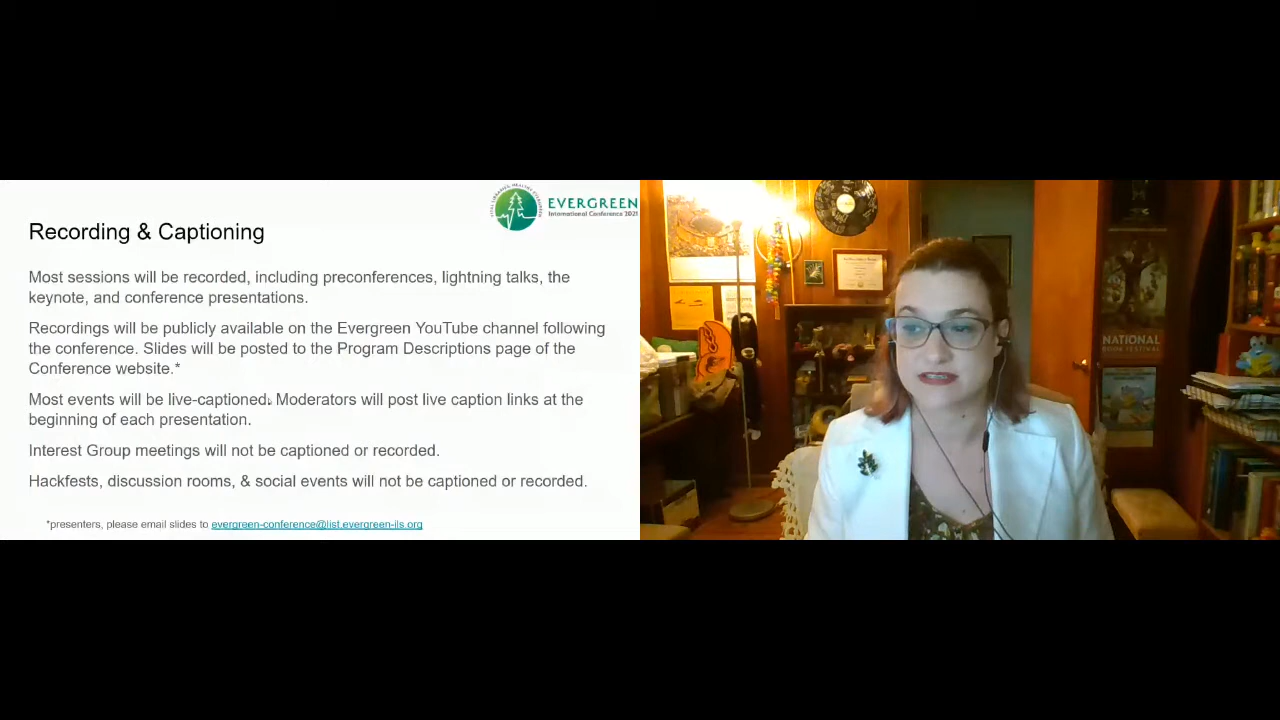 EVERGREEN
International Conference 2021
Recording & Captioning
Most sessions will be recorded, including preconferences, lightning talks, the
keynote, and conference presentations.
Recordings will be publicly available on the Evergreen YouTube channel following
the conference. Slides will be posted to the Program Descriptions page of the
Conference website.*
Most events will be live-captioned. Moderators will post live caption links at the
beginning of each presentation.
Interest Group meetings will not be captioned or recorded.
Hackfests, discussion rooms, & social events will not be captioned or recorded.
*presenters, please email slides to evergreen-conference@list.evergreen-ils.org
NATIONAL
BOOK FESTIVAL